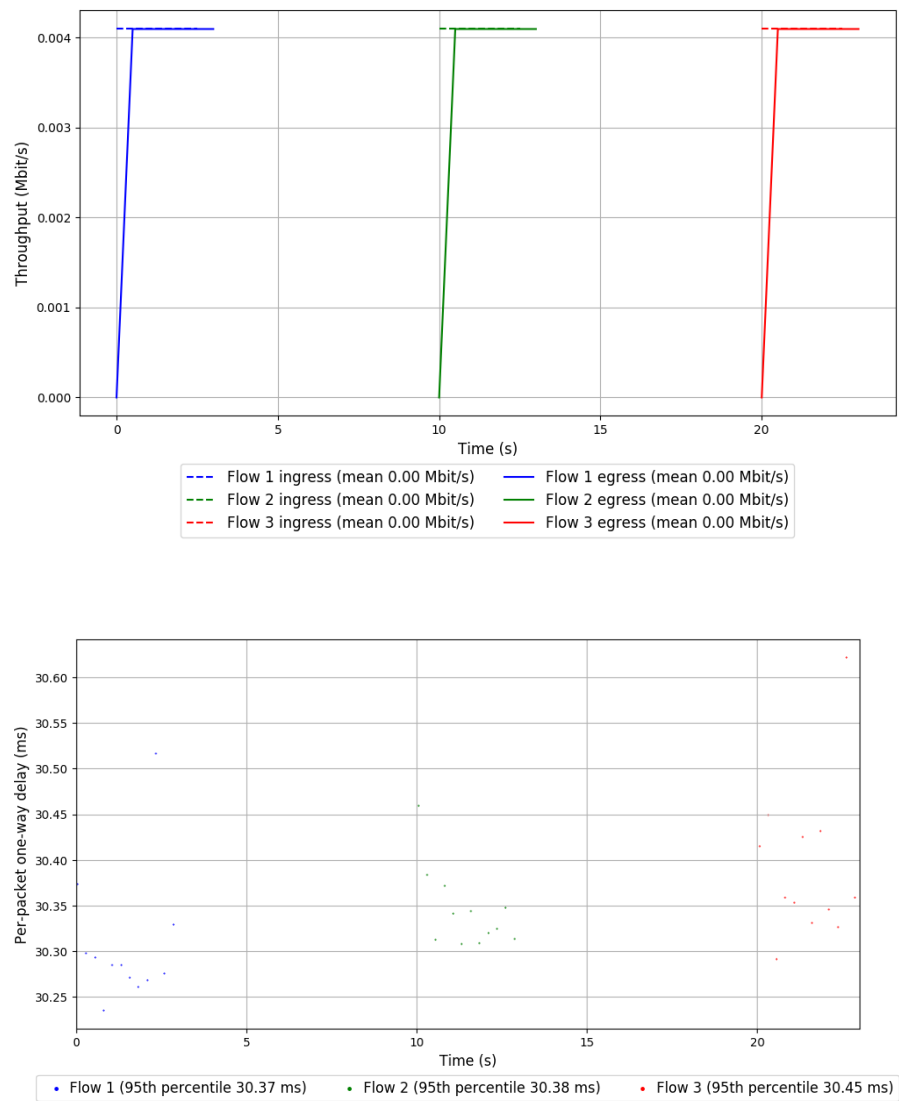 0.004
0.003
0.002
0.001
0.000
Throughput (Mbit/s)
0 5 10 15 20
Time (s)
Flow 1 ingress (mean 0.00 Mbit/s) Flow 1 egress (mean 0.00 Mbit/s)
Flow 2 ingress (mean 0.00 Mbit/s) Flow 2 egress (mean 0.00 Mbit/s)
Flow 3 ingress (mean 0.00 Mbit/s) Flow 3 egress (mean 0.00 Mbit/s)
30.60
30.55
30.50
30.45
30.40
30.35
30.30
30.25
Per-packet one-way delay (ms)
0 5 10 15 20
Time (s)
Flow 1 (95th percentile 30.37 ms) Flow 2 (95th percentile 30.38 ms) Flow 3 (95th percentile 30.45 ms)